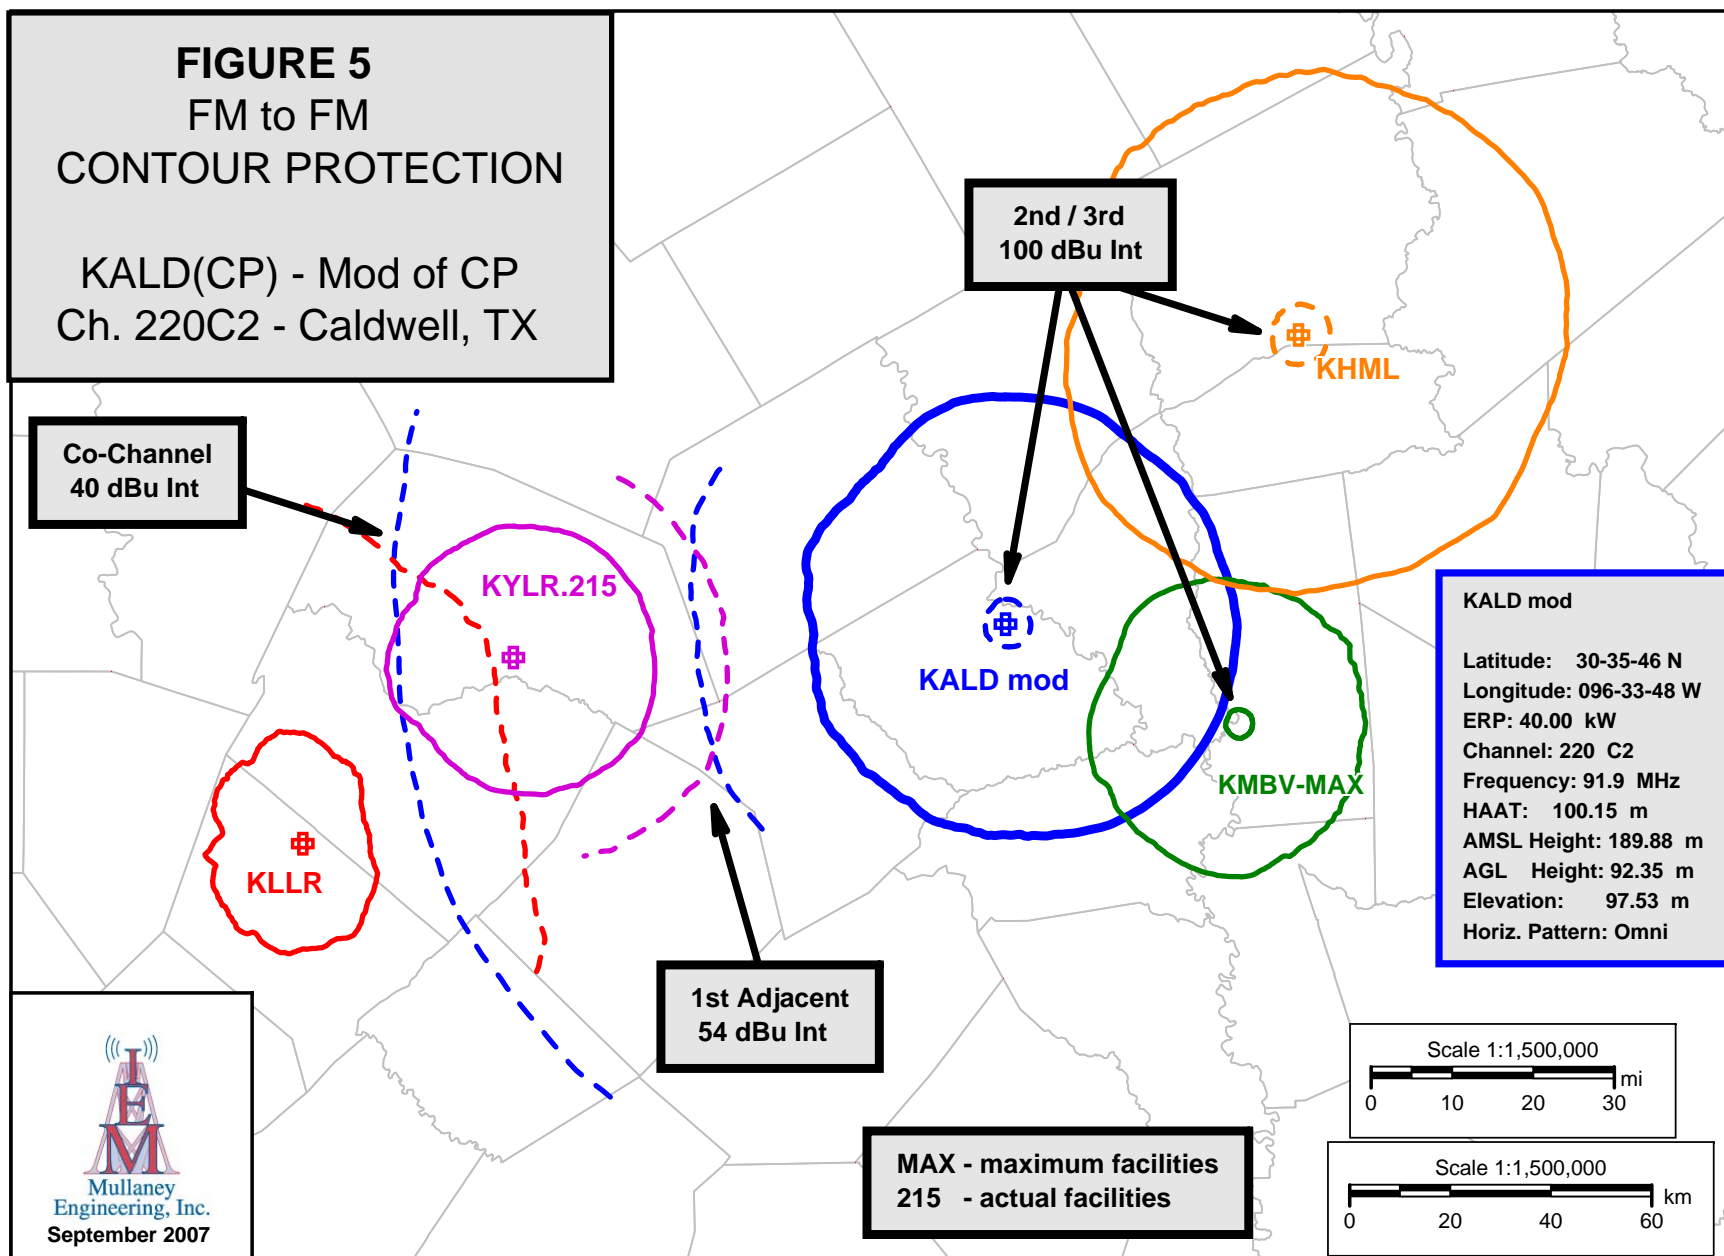 FIGURE 5
FM to FM
CONTOUR PROTECTION
KALD(CP) - Mod of CP
Ch. 220C2 - Caldwell, TX
2nd / 3rd
100 dBu Int
KHML
Co-Channel
40 dBu Int
KYLR.215
KALD mod
KMBV-MAX
KLLR
1st Adjacent
54 dBu Int
KALD mod
Latitude: 30-35-46 N
Longitude: 096-33-48 W
ERP: 40.00 kW
Channel: 220 C2
Frequency: 91.9 MHz
HAAT: 100.15 m
AMSL Height: 189.88 m
AGL Height: 92.35 m
Elevation: 97.53 m
Horiz. Pattern: Omni
IEM
Mullaney
Engineering, Inc.
September 2007
MAX - maximum facilities
215 - actual facilities
Scale 1:1,500,000
mi
0 10 20 30
Scale 1:1,500,000
km
0 20 40 60